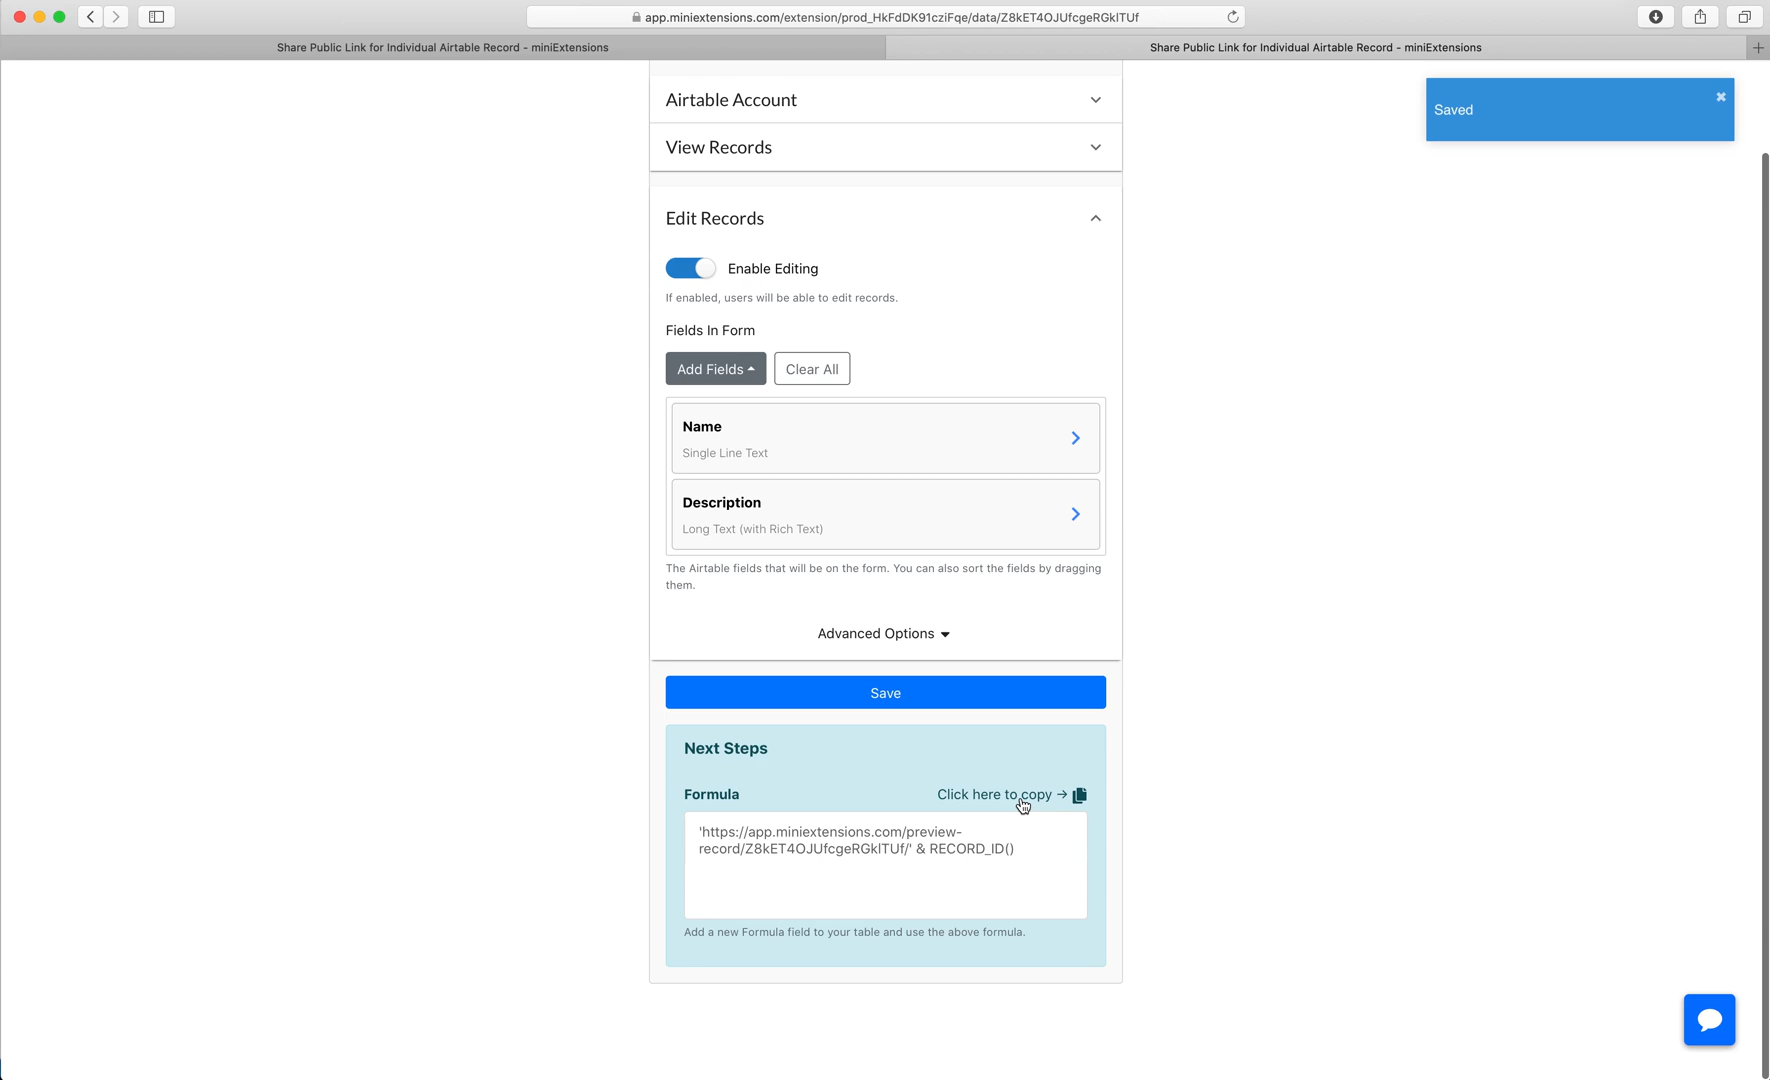 app.miniextensions.com/extension/prod_HkFdDK91cziFqe/data/Z8kET4OJUfcgeRGkITUf
Share Public Link for Individual Airtable Record - miniExtensions
Share Public Link for Individual Airtable Record - miniExtensions
Saved
Airtable Account
View Records
Edit Records
Enable Editing
If enabled, users will be able to edit records.
Fields In Form
Add Fields
Clear All
Name
Single Line Text
Description
Long Text (with Rich Text)
The Airtable fields that will be on the form. You can also sort the fields by dragging
them.
Advanced Options
Save
Next Steps
Formula
Click here to copy →
'https://app.miniextensions.com/preview-
record/Z8kET4OJUfcgeRGkITUf/' & RECORD_ID()
Add a new Formula field to your table and use the above formula.